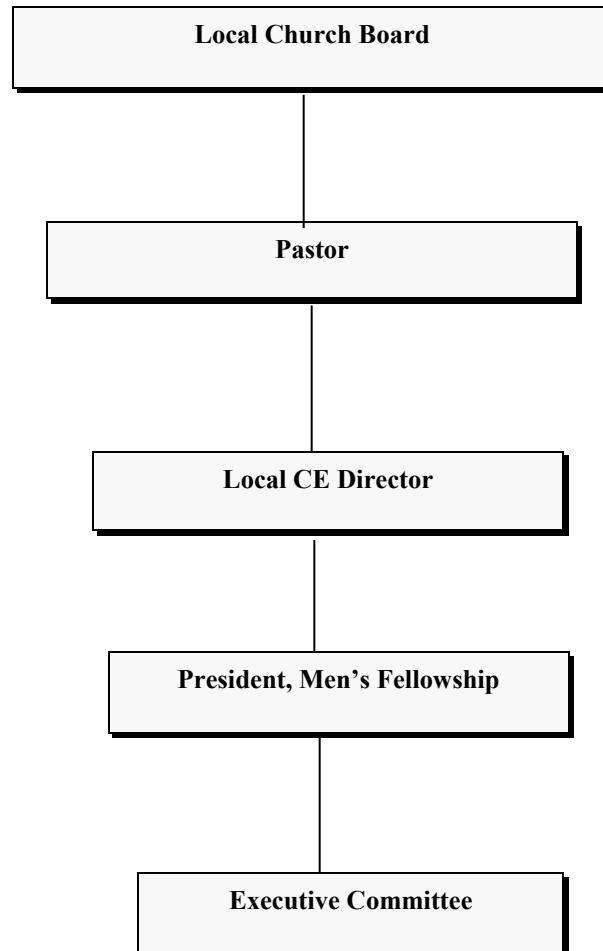 Local Church Board
Pastor
Local CE Director
President, Men’s Fellowship
Executive Committee